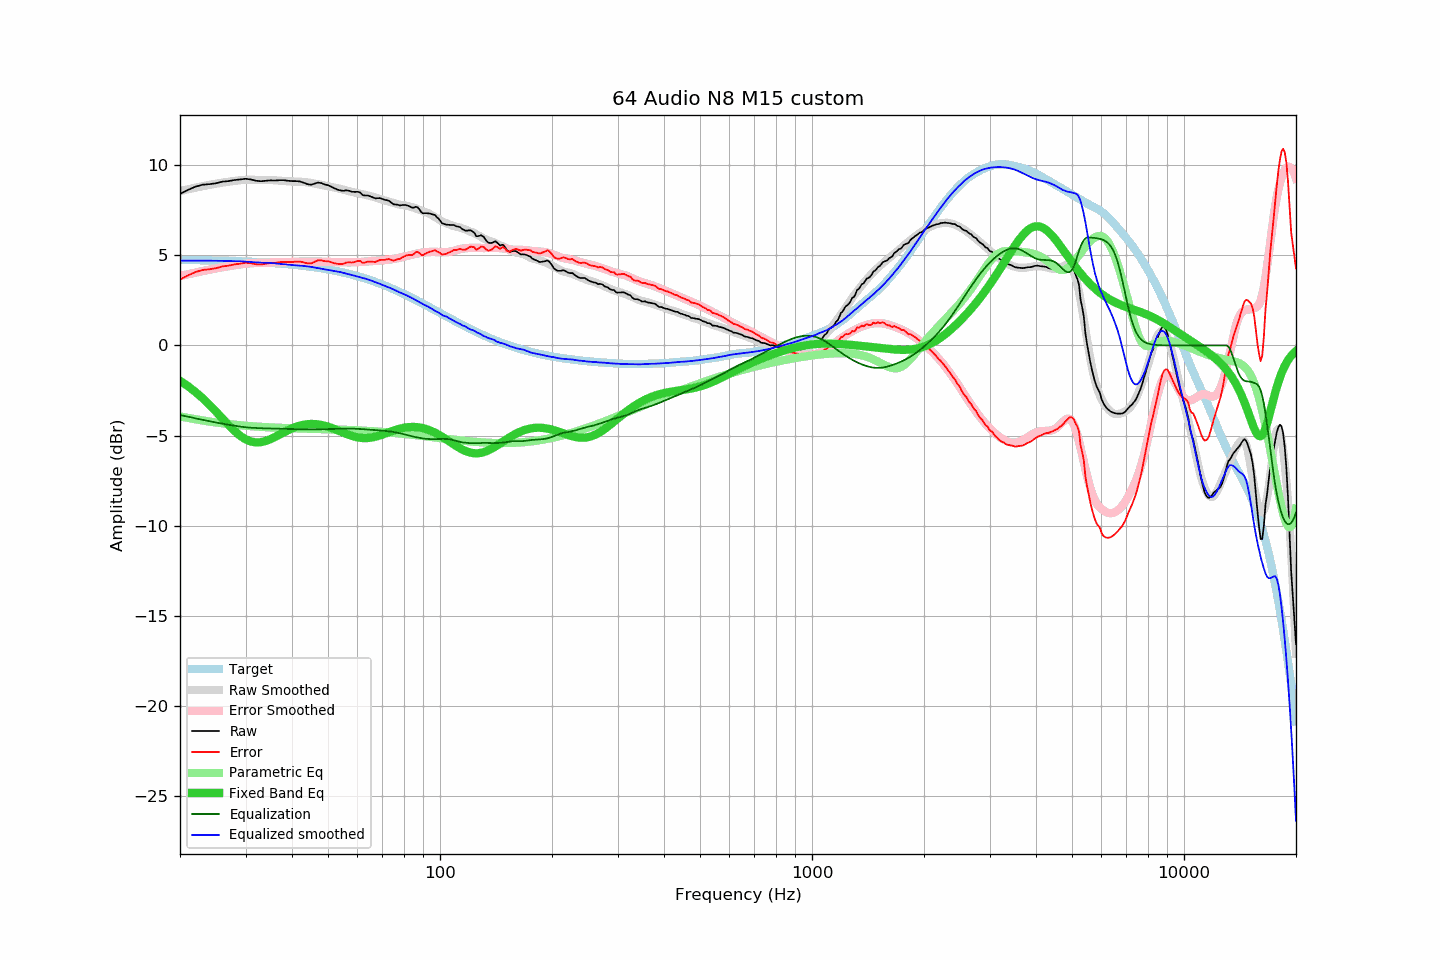 64 Audio N8 M15 custom
10
5
0
−5
−10
−15
−20
−25
Amplitude (dBr)
Target
Raw Smoothed
Error Smoothed
Raw
Error
Parametric Eq
Fixed Band Eq
Equalization
Equalized smoothed
100 1000 10000
Frequency (Hz)